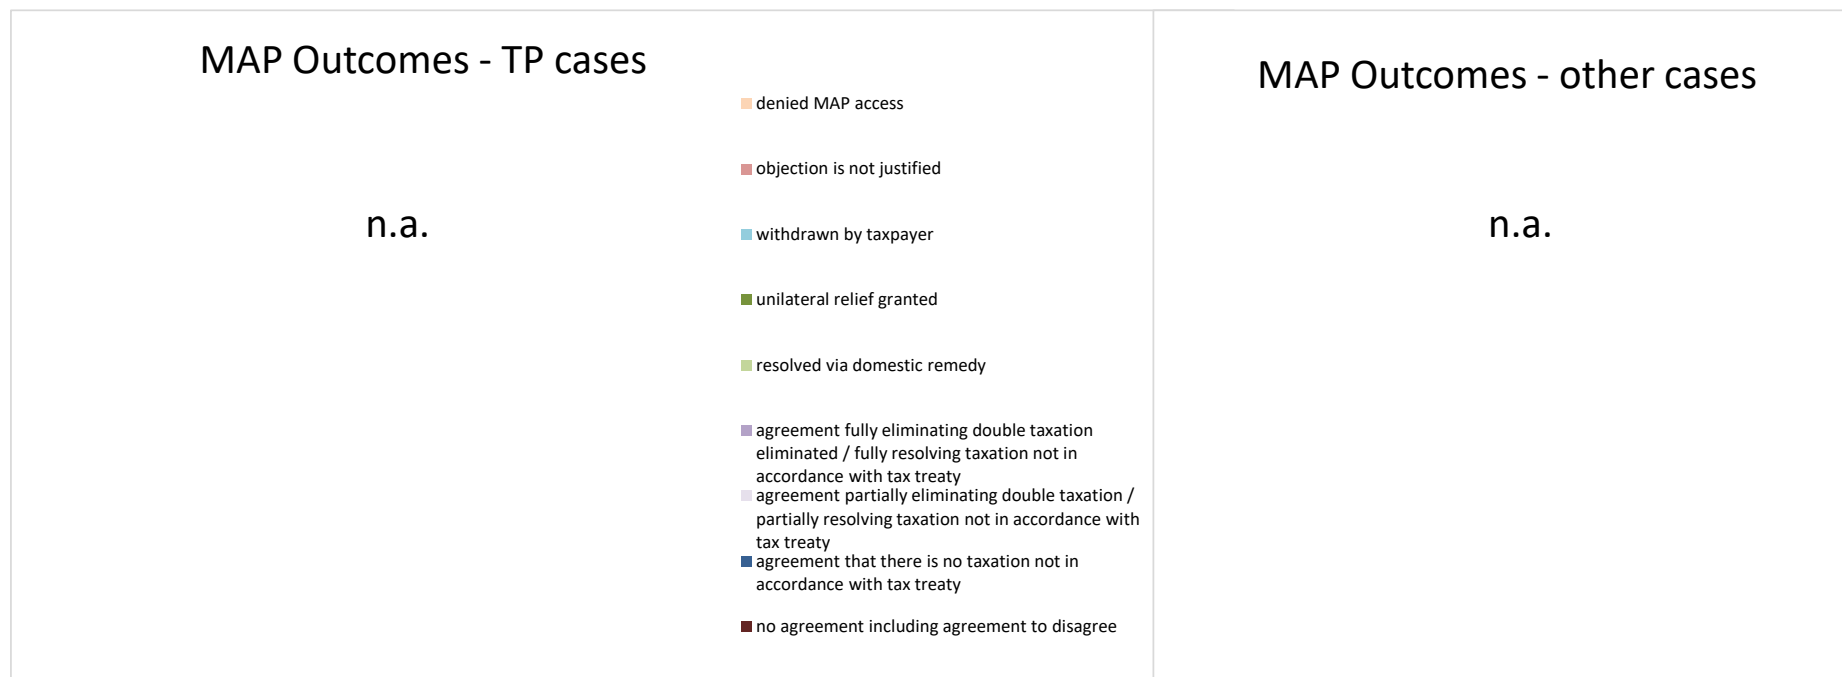 MAP Outcomes - TP cases
n.a.
denied MAP access
objection is not justified
withdrawn by taxpayer
unilateral relief granted
resolved via domestic remedy
agreement fully eliminating double taxation
eliminated / fully resolving taxation not in
accordance with tax treaty
agreement partially eliminating double taxation /
partially resolving taxation not in accordance with
tax treaty
agreement that there is no taxation not in
accordance with tax treaty
no agreement including agreement to disagree
MAP Outcomes - other cases
n.a.